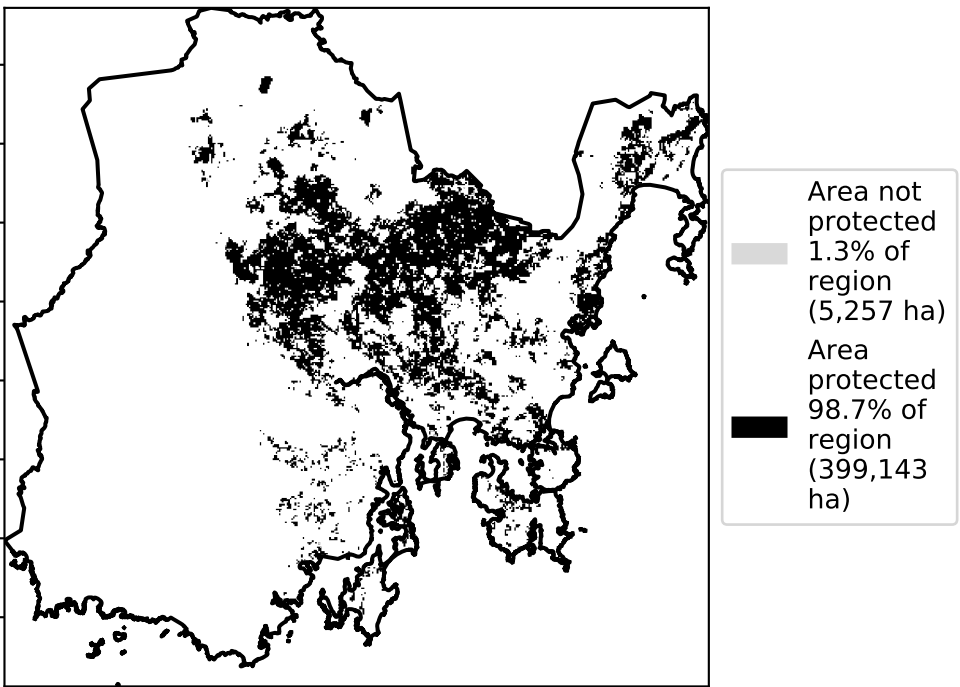 Area not
protected
1.3% of
region
(5,257 ha)
Area
protected
98.7% of
region
(399,143
ha)